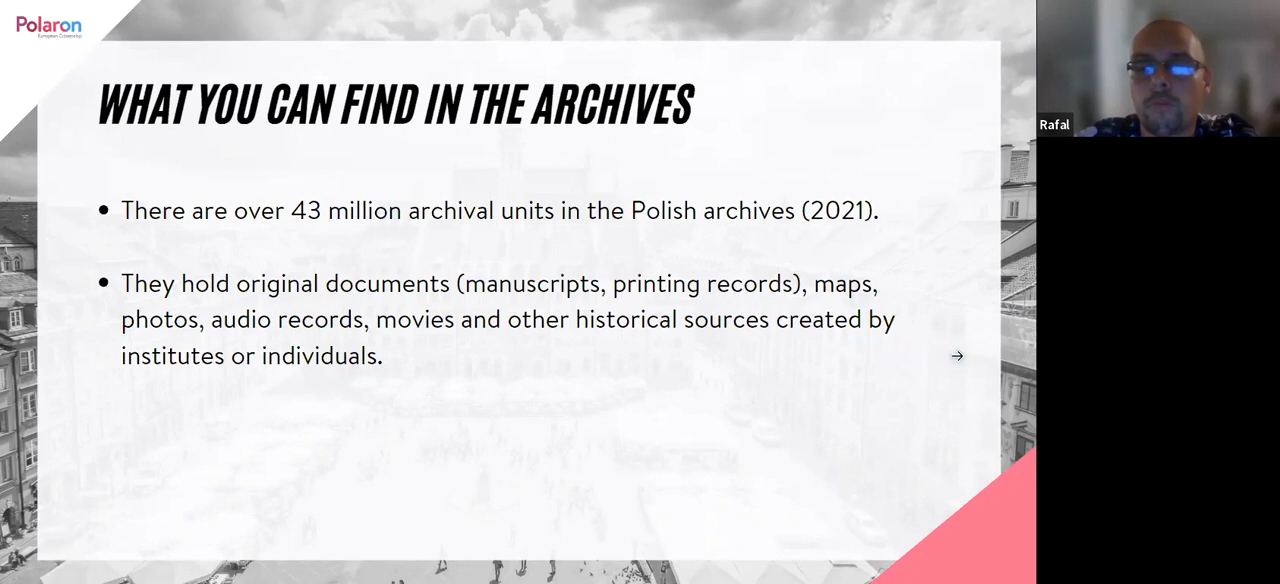 Polaron
European Citizenship
WHAT YOU CAN FIND IN THE ARCHIVES
• There are over 43 million archival units in the Polish archives (2021).
• They hold original documents (manuscripts, printing records), maps,
photos, audio records, movies and other historical sources created by
institutes or individuals.
Rafal